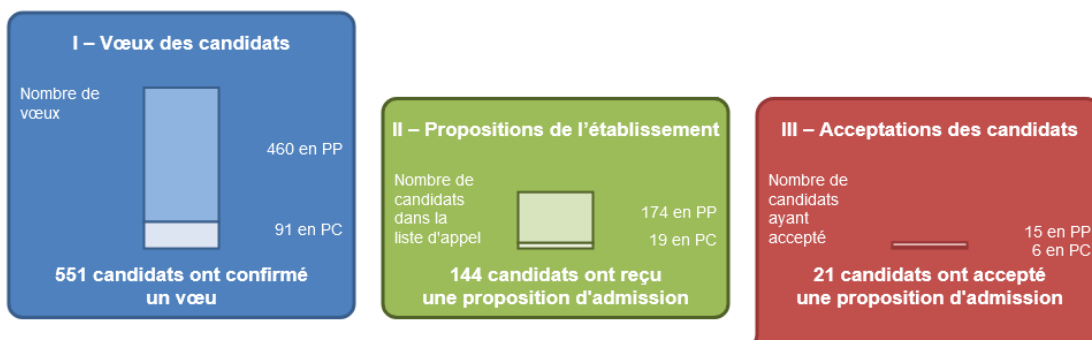 I – Vœux des candidats
Nombre de
vœux
460 en PP
91 en PC
551 candidats ont confirmé
un vœu
II – Propositions de l'établissement
Nombre de
candidats
dans la
liste d'appel
174 en PP
19 en PC
144 candidats ont reçu
une proposition d'admission
III – Acceptations des candidats
Nombre de
candidats
ayant
accepté
15 en PP
6 en PC
21 candidats ont accepté
une proposition d'admission